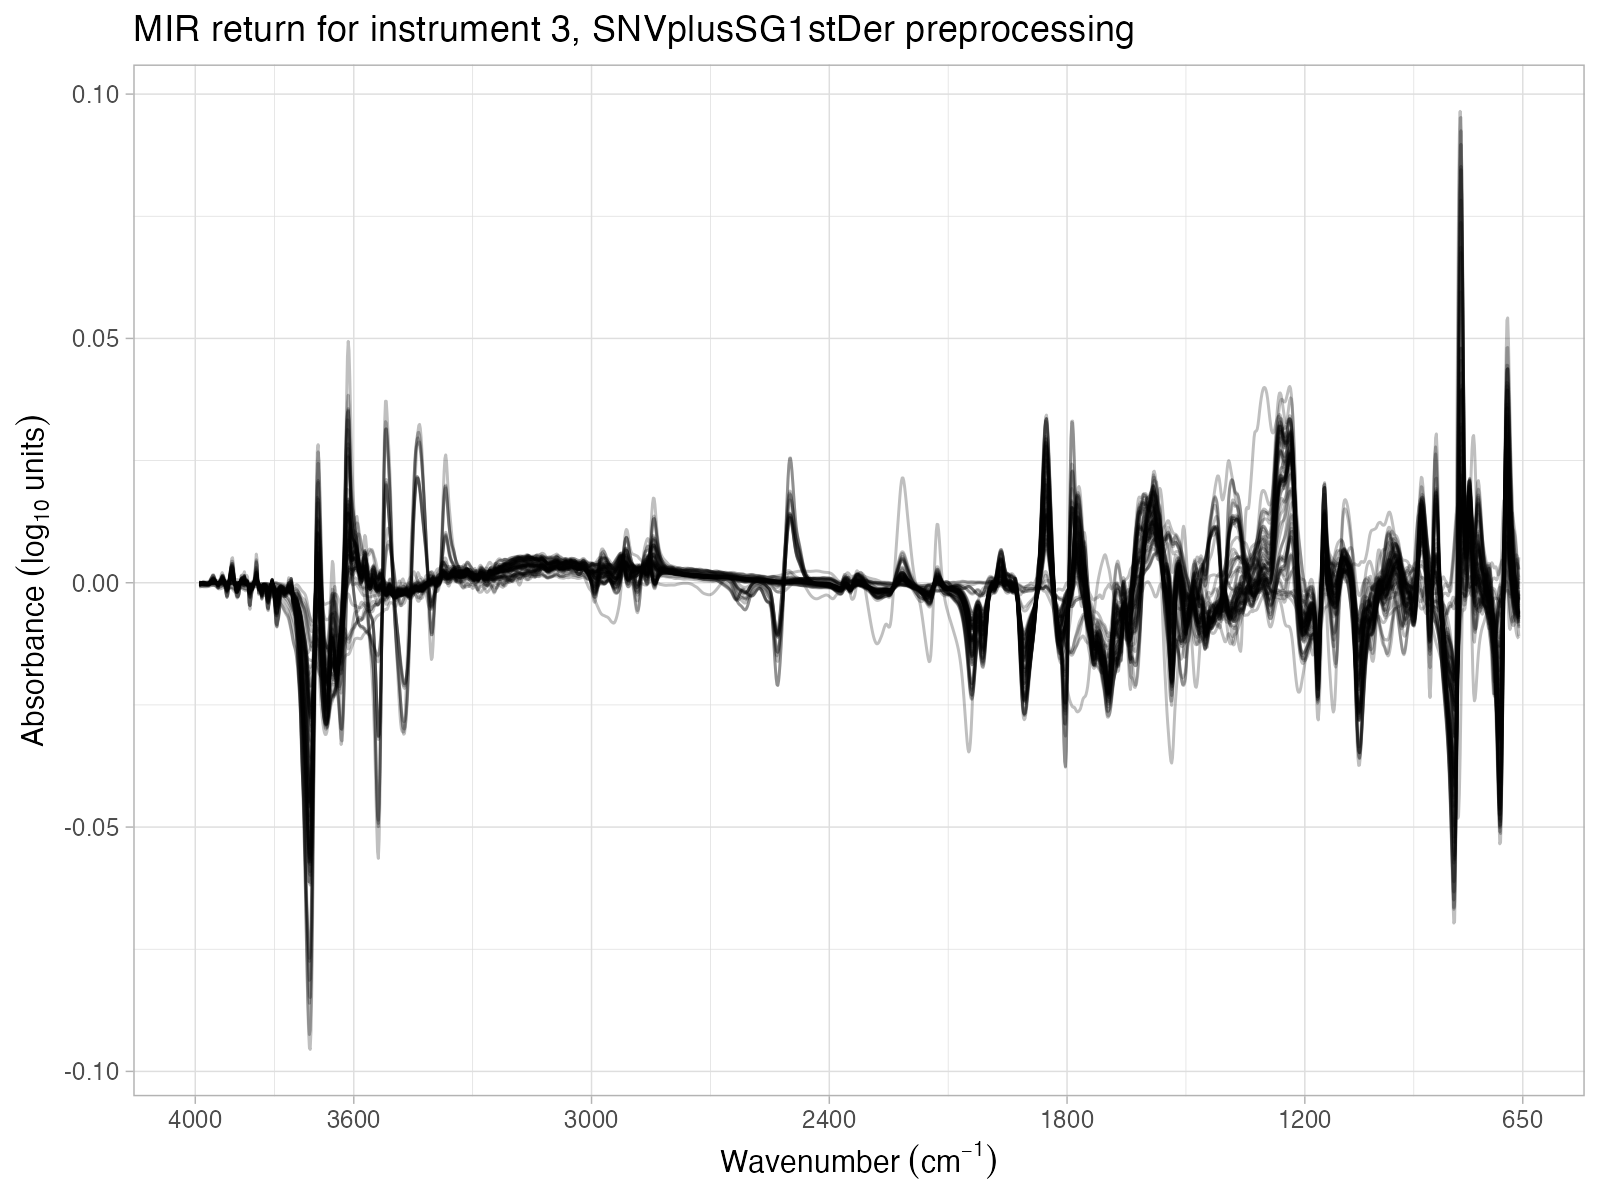 MIR return for instrument 3, SNVplusSG1stDer preprocessing
Absorbance (log₁₀ units)
0.10
0.05
0.00
-0.05
-0.10
4000 3600 3000 2400 1800 1200 650
Wavenumber (cm⁻¹)